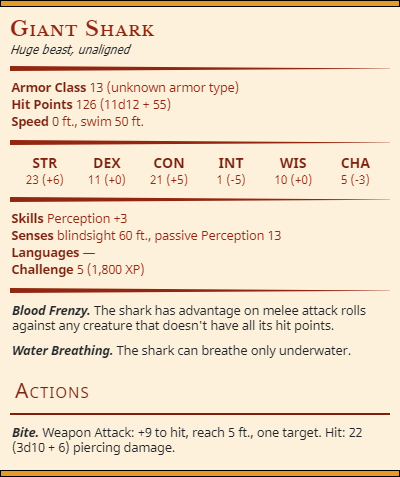 Giant Shark
Huge beast, unaligned
Armor Class 13 (unknown armor type)
Hit Points 126 (11d12 + 55)
Speed 0 ft., swim 50 ft.
STR DEX CON INT WIS CHA
23 (+6) 11 (+0) 21 (+5) 1 (-5) 10 (+0) 5 (-3)
Skills Perception +3
Senses blindsight 60 ft., passive Perception 13
Languages —
Challenge 5 (1,800 XP)
Blood Frenzy. The shark has advantage on melee attack rolls
against any creature that doesn't have all its hit points.
Water Breathing. The shark can breathe only underwater.
Actions
Bite. Weapon Attack: +9 to hit, reach 5 ft., one target. Hit: 22
(3d10 + 6) piercing damage.